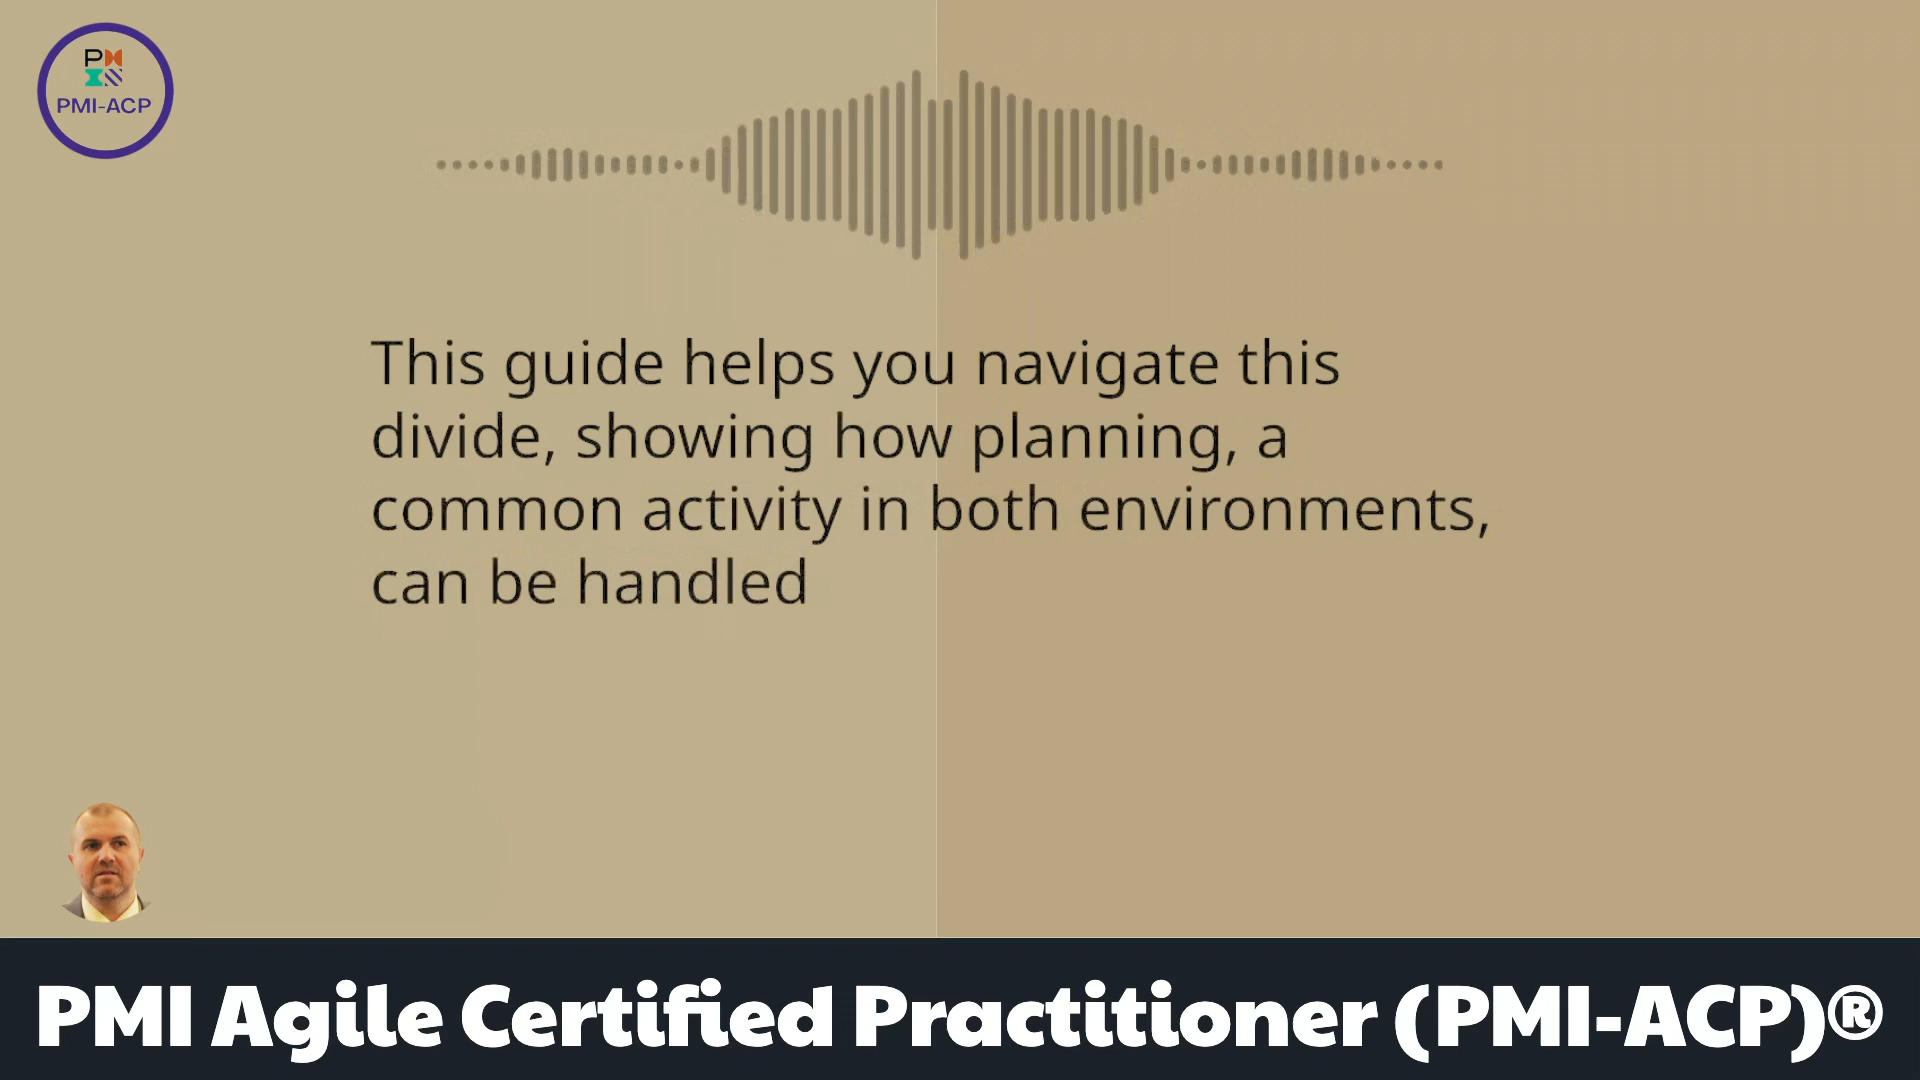 PM
PMI-ACP
This guide helps you navigate this
divide, showing how planning, a
common activity in both environments,
can be handled
PMI Agile Certified Practitioner (PMI-ACP)®